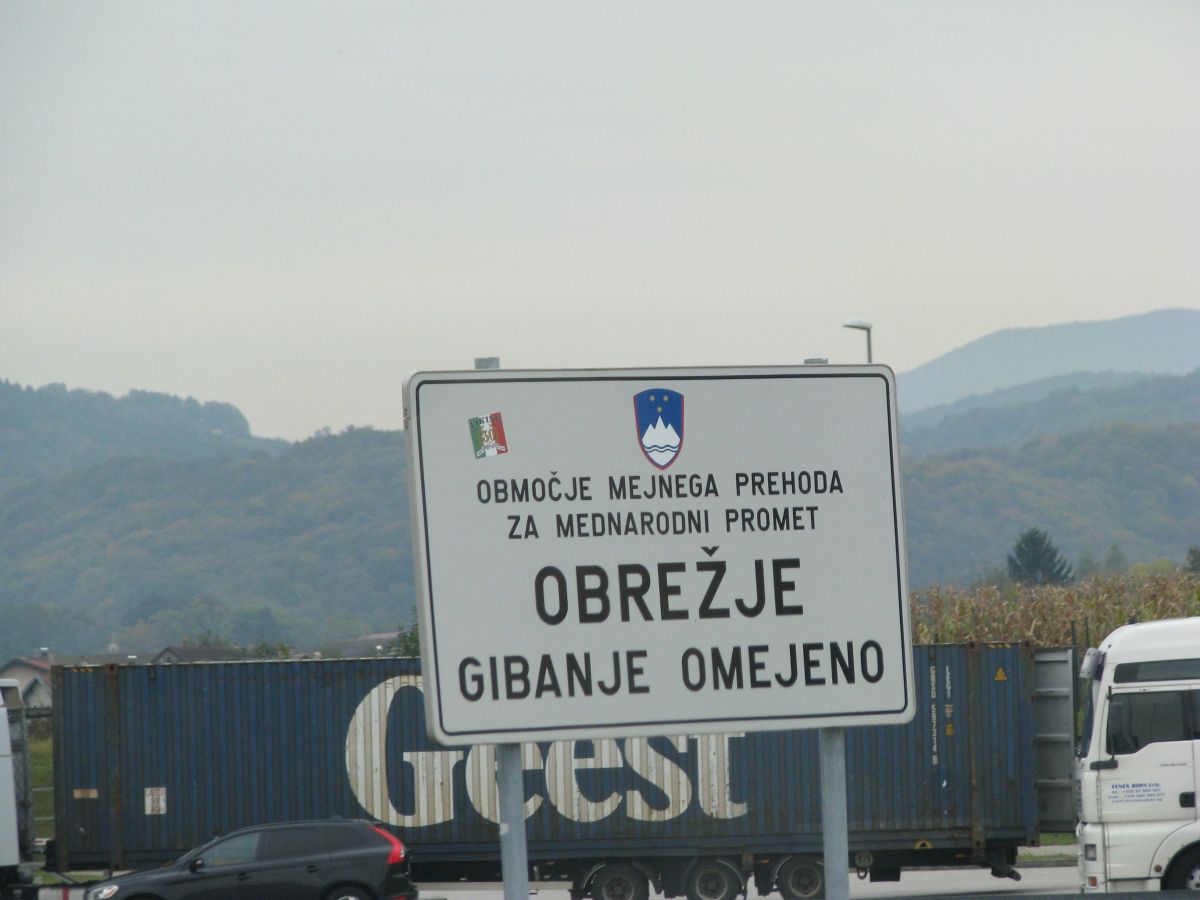 OBMOČJE MEJNEGA PREHODA
ZA MEDNARODNI PROMET
OBREŽJE
GIBANJE OMEJENO
Geest